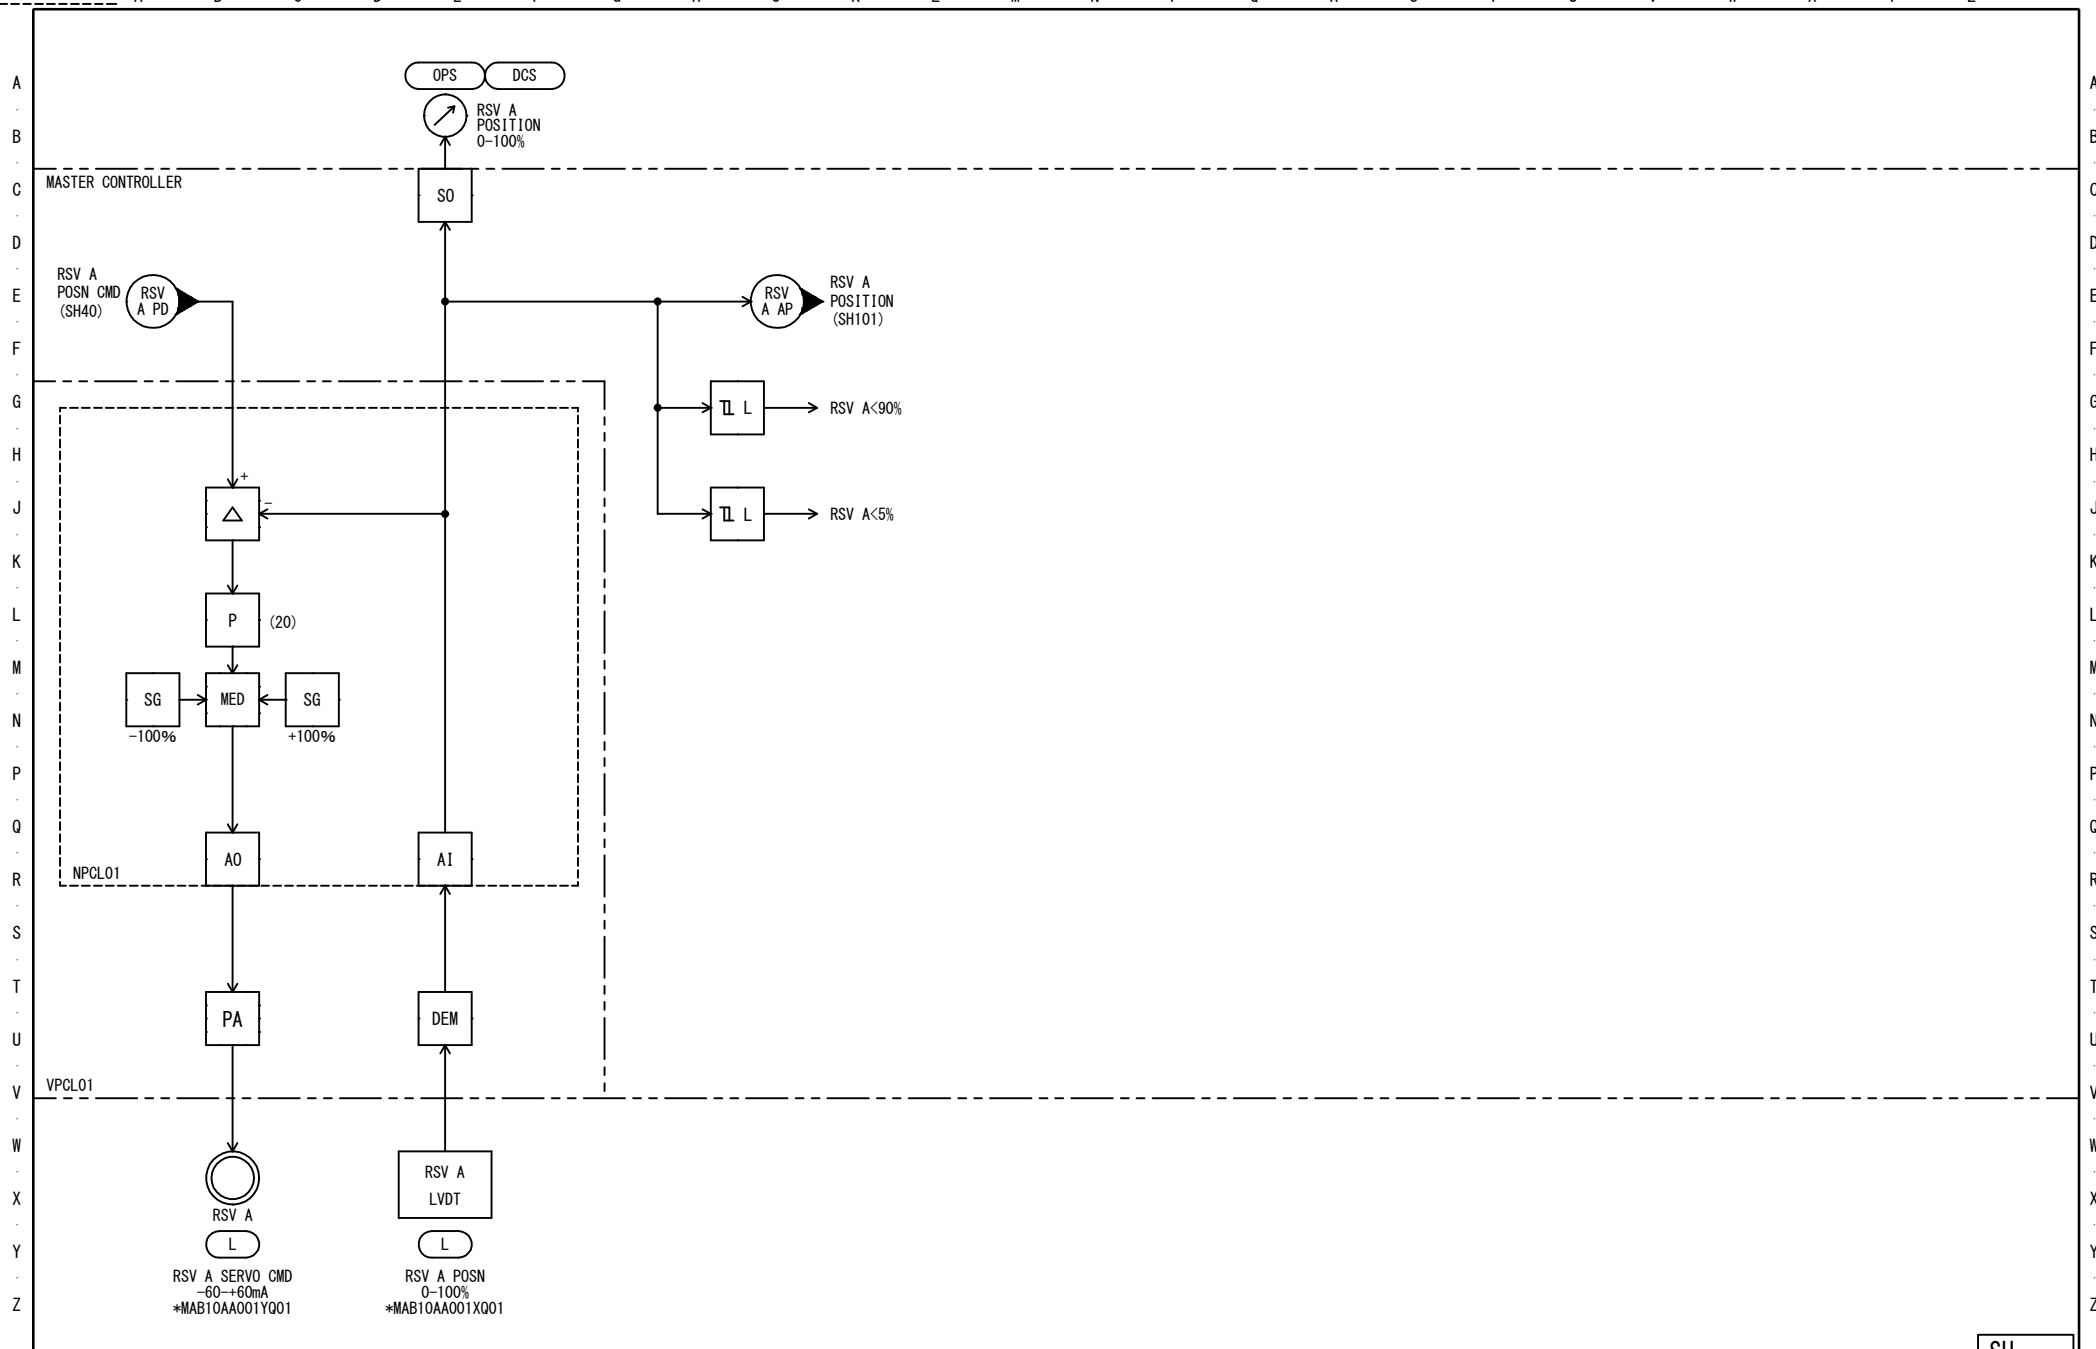 OPS DCS
RSV A
POSITION
0-100%
MASTER CONTROLLER
SO
RSV A
POSN CMD
(SH40)
RSV
A PD
RSV
A AP
RSV A
POSITION
(SH101)
L
RSV A<90%
+
-
L
RSV A<5%
P
(20)
SG
MED
SG
-100%
+100%
AO
AI
NPCL01
PA
DEM
VPCL01
RSV A
LVDT
RSV A
L
L
RSV A SERVO CMD
-60-+60mA
*MAB10AA001YQ01
RSV A POSN
0-100%
*MAB10AA001XQ01
A
B
C
D
E
F
G
H
J
K
L
M
N
P
Q
R
S
T
U
V
W
X
Y
Z
A
B
C
D
E
F
G
H
J
K
L
M
N
P
Q
R
S
T
U
V
W
X
Y
Z